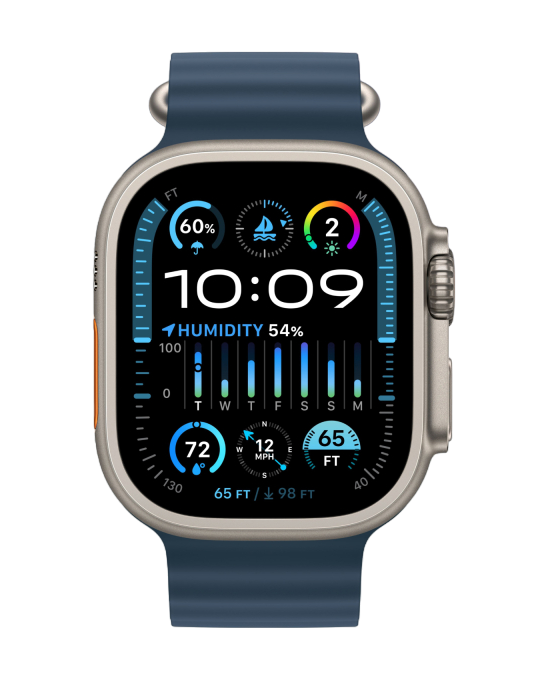 FT M
60% 2
10:09
HUMIDITY 54%
100
0
T W T F S S M
72
N
W E
S
12
MPH
65
FT
130 40
65 FT / ↓ 98 FT